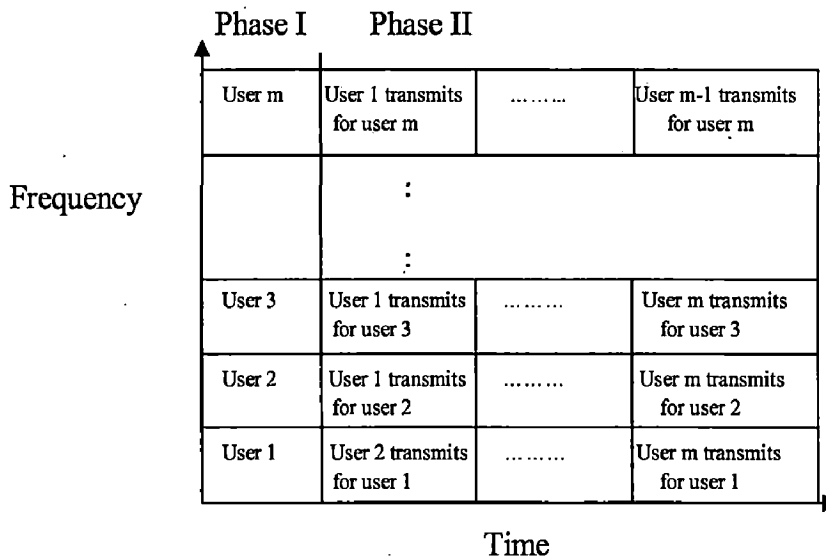 Phase I Phase II
User m User 1 transmits ......... User m-1 transmits
for user m for user m
Frequency :
:
User 3 User 1 transmits ......... User m transmits
for user 3 for user 3
User 2 User 1 transmits ......... User m transmits
for user 2 for user 2
User 1 User 2 transmits ......... User m transmits
for user 1 for user 1
Time